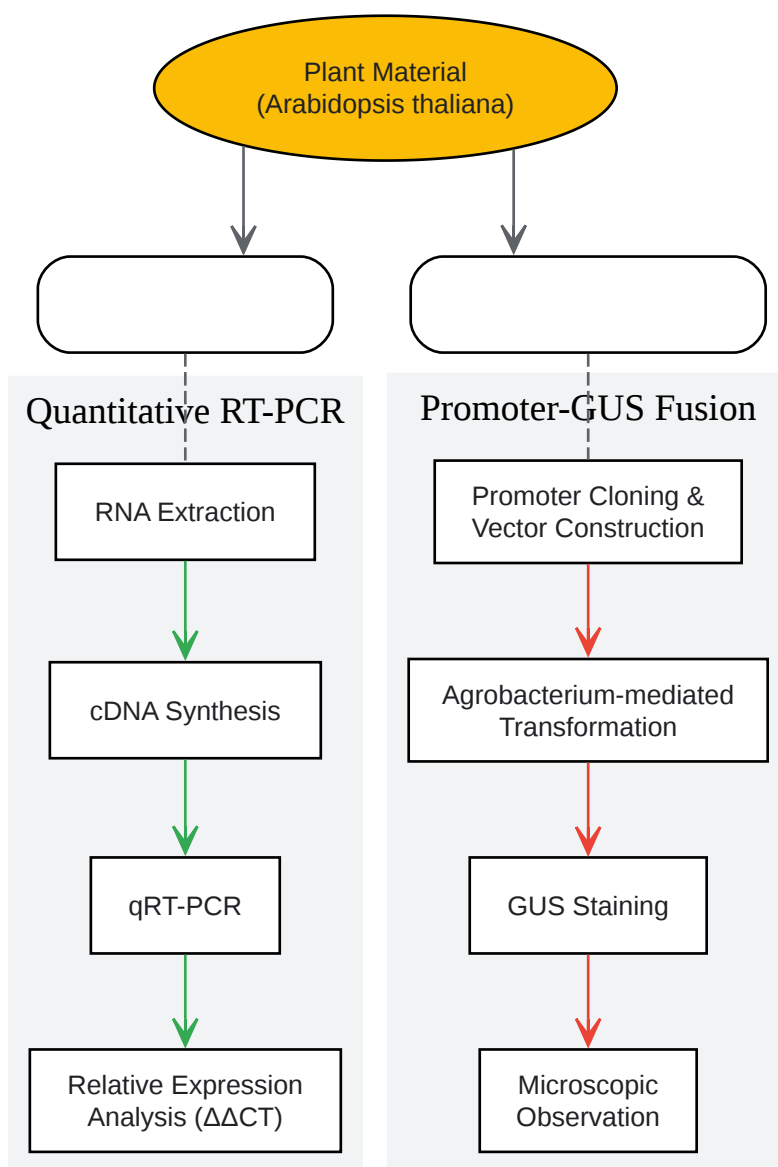 Plant Material
(Arabidopsis thaliana)
Quantitative RT-PCR
RNA Extraction
cDNA Synthesis
qRT-PCR
Relative Expression
Analysis (ΔΔCT)
Promoter-GUS Fusion
Promoter Cloning &
Vector Construction
Agrobacterium-mediated
Transformation
GUS Staining
Microscopic
Observation